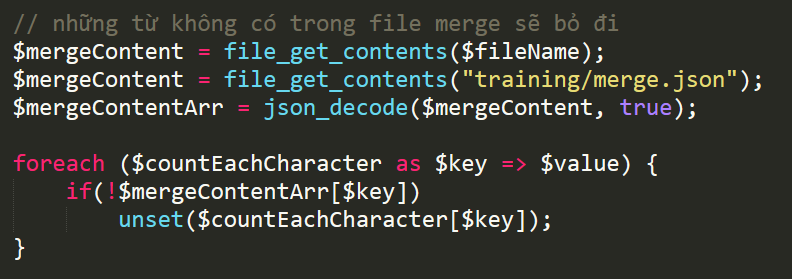 // những từ không có trong file merge sẽ bỏ đi
$mergeContent = file_get_contents($fileName);
$mergeContent = file_get_contents("training/merge.json");
$mergeContentArr = json_decode($mergeContent, true);
foreach ($countEachCharacter as $key => $value) {
if(!$mergeContentArr[$key])
unset($countEachCharacter[$key]);
}